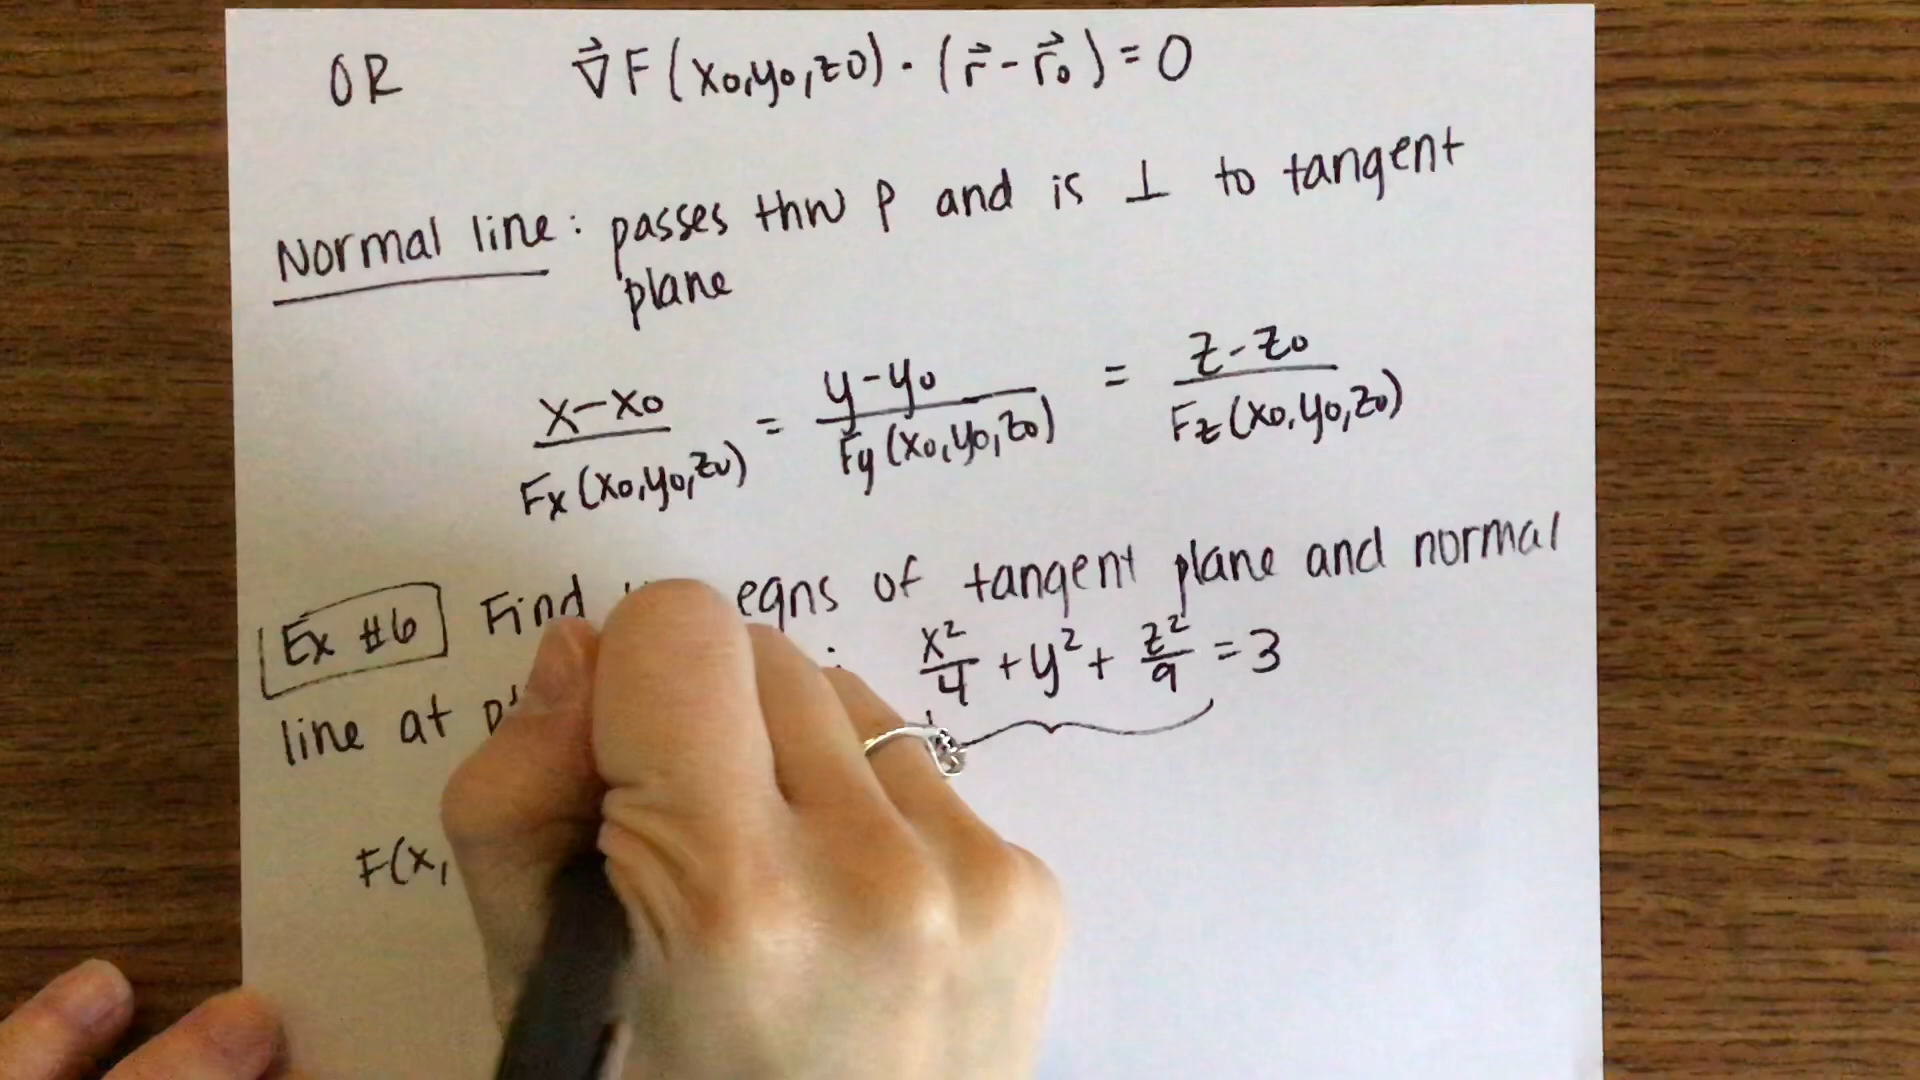 OR ∇⃗F(x0,y0,z0)·(r⃗-r⃗0)=0
Normal line: passes thru P and is ⊥ to tangent
plane
x-x0 / Fx(x0,y0,z0) = y-y0 / Fy(x0,y0,z0) = z-z0 / Fz(x0,y0,z0)
Ex #6 Find eqns of tangent plane and normal
line at x²/4 + y² + z²/9 = 3
F(x,